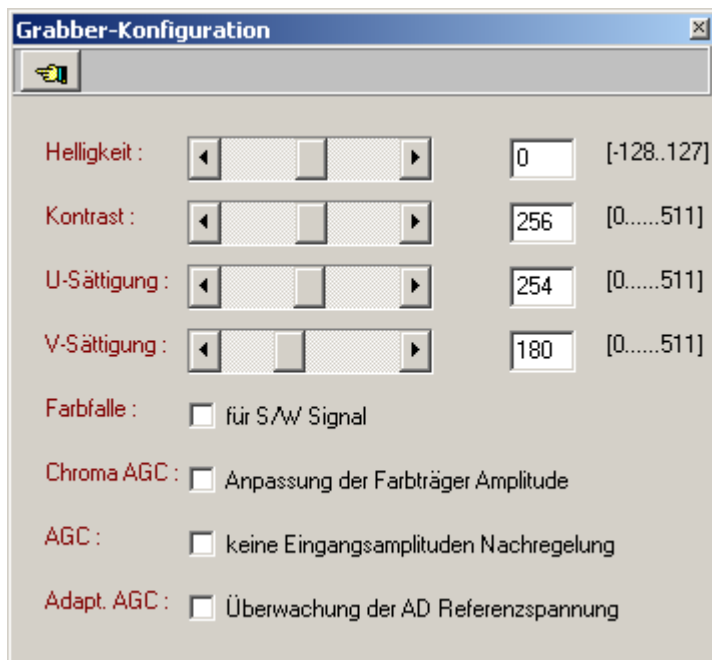 Grabber-Konfiguration
Helligkeit : 0 [-128..127]
Kontrast : 256 [0......511]
U-Sättigung : 254 [0......511]
V-Sättigung : 180 [0......511]
Farbfalle : für S/W Signal
Chroma AGC : Anpassung der Farbträger Amplitude
AGC : keine Eingangsamplituden Nachregelung
Adapt. AGC : Überwachung der AD Referenzspannung